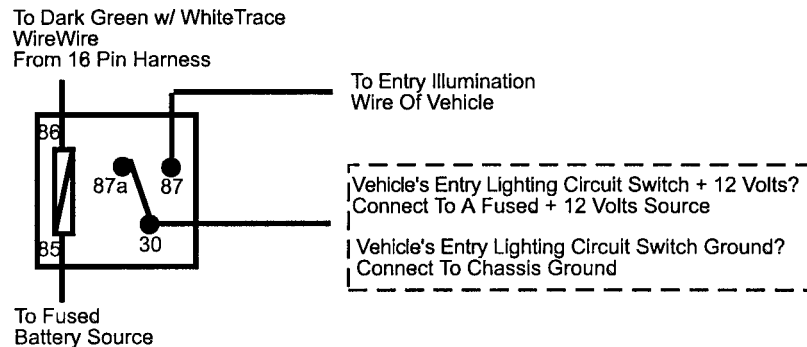 To Dark Green w/ WhiteTrace
WireWire
From 16 Pin Harness
To Entry Illumination
Wire Of Vehicle
86
87a
87
30
85
Vehicle's Entry Lighting Circuit Switch + 12 Volts?
Connect To A Fused + 12 Volts Source
Vehicle's Entry Lighting Circuit Switch Ground?
Connect To Chassis Ground
To Fused
Battery Source